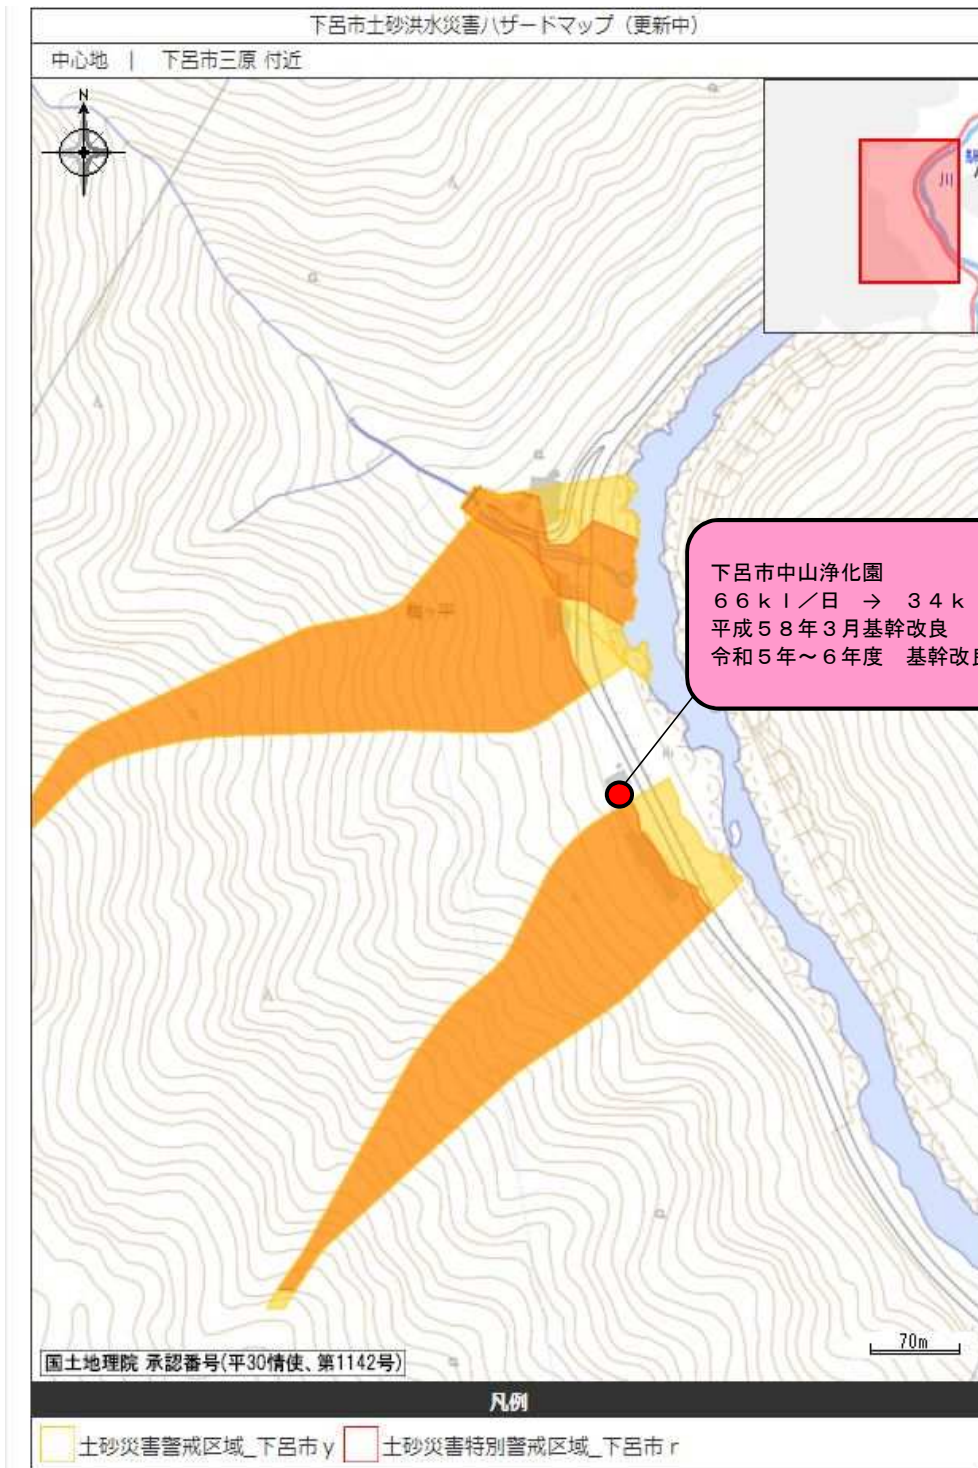 下呂市土砂洪水災害ハザードマップ（更新中）
中心地 | 下呂市三原 付近
N
川
下呂市中山浄化園
６６ｋｌ／日 → ３４ｋ
平成５８年３月基幹改良
令和５年～６年度 基幹改良
70m
国土地理院 承認番号(平30情使、第1142号)
凡例
土砂災害警戒区域_下呂市 y 土砂災害特別警戒区域_下呂市 r